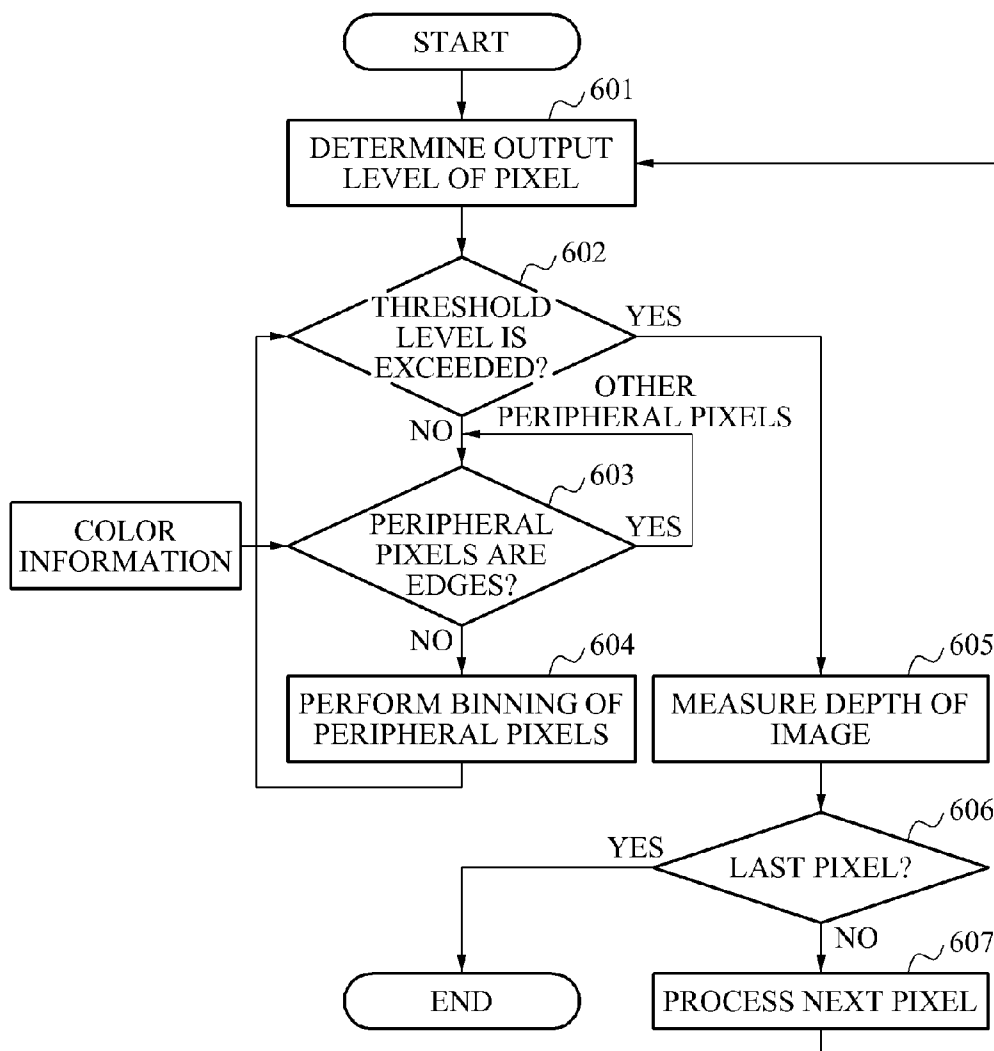 START
601
DETERMINE OUTPUT
LEVEL OF PIXEL
602
THRESHOLD
LEVEL IS
EXCEEDED?
YES
NO
OTHER
PERIPHERAL PIXELS
603
COLOR
INFORMATION
PERIPHERAL
PIXELS ARE
EDGES?
YES
NO
604
PERFORM BINNING OF
PERIPHERAL PIXELS
605
MEASURE DEPTH OF
IMAGE
606
LAST PIXEL?
YES
NO
607
END
PROCESS NEXT PIXEL